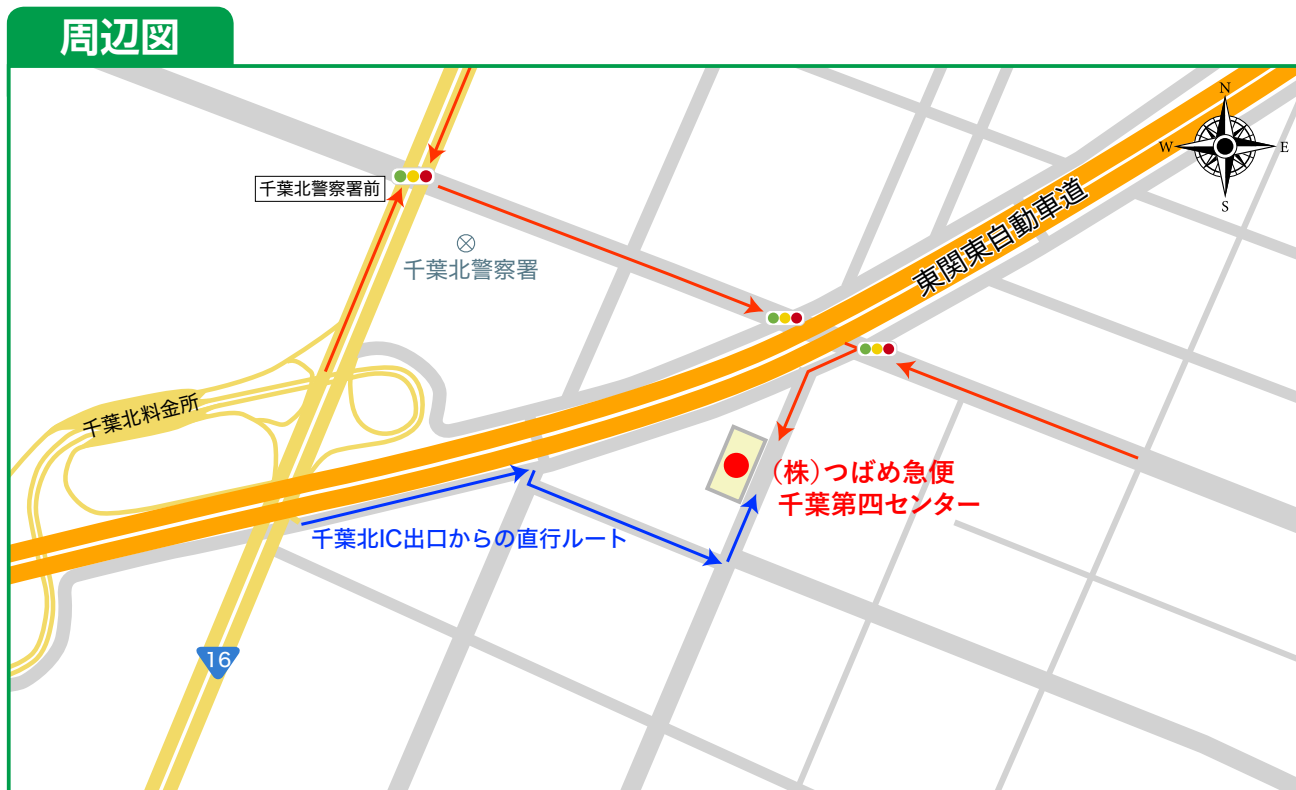 周辺図
N
W
E
S
千葉北警察署前
千葉北警察署
東関東自動車道
千葉北料金所
(株)つばめ急便
千葉第四センター
千葉北IC出口からの直行ルート
16